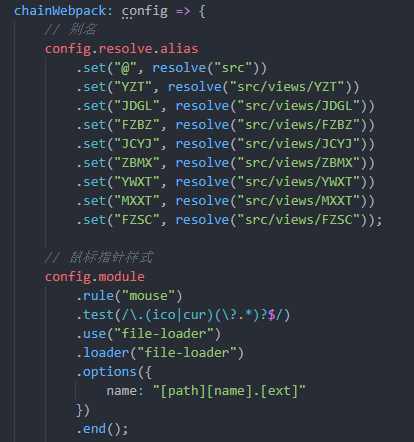 chainWebpack: config => {
// 别名
config.resolve.alias
.set("@", resolve("src"))
.set("YZT", resolve("src/views/YZT"))
.set("JDGL", resolve("src/views/JDGL"))
.set("FZBZ", resolve("src/views/FZBZ"))
.set("JCYJ", resolve("src/views/JCYJ"))
.set("ZBMX", resolve("src/views/ZBMX"))
.set("YWXT", resolve("src/views/YWXT"))
.set("MXXT", resolve("src/views/MXXT"))
.set("FZSC", resolve("src/views/FZSC"));
// 鼠标指针样式
config.module
.rule("mouse")
.test(/\.(ico|cur)(\?.*)?$/)
.use("file-loader")
.loader("file-loader")
.options({
name: "[path][name].[ext]"
})
.end();